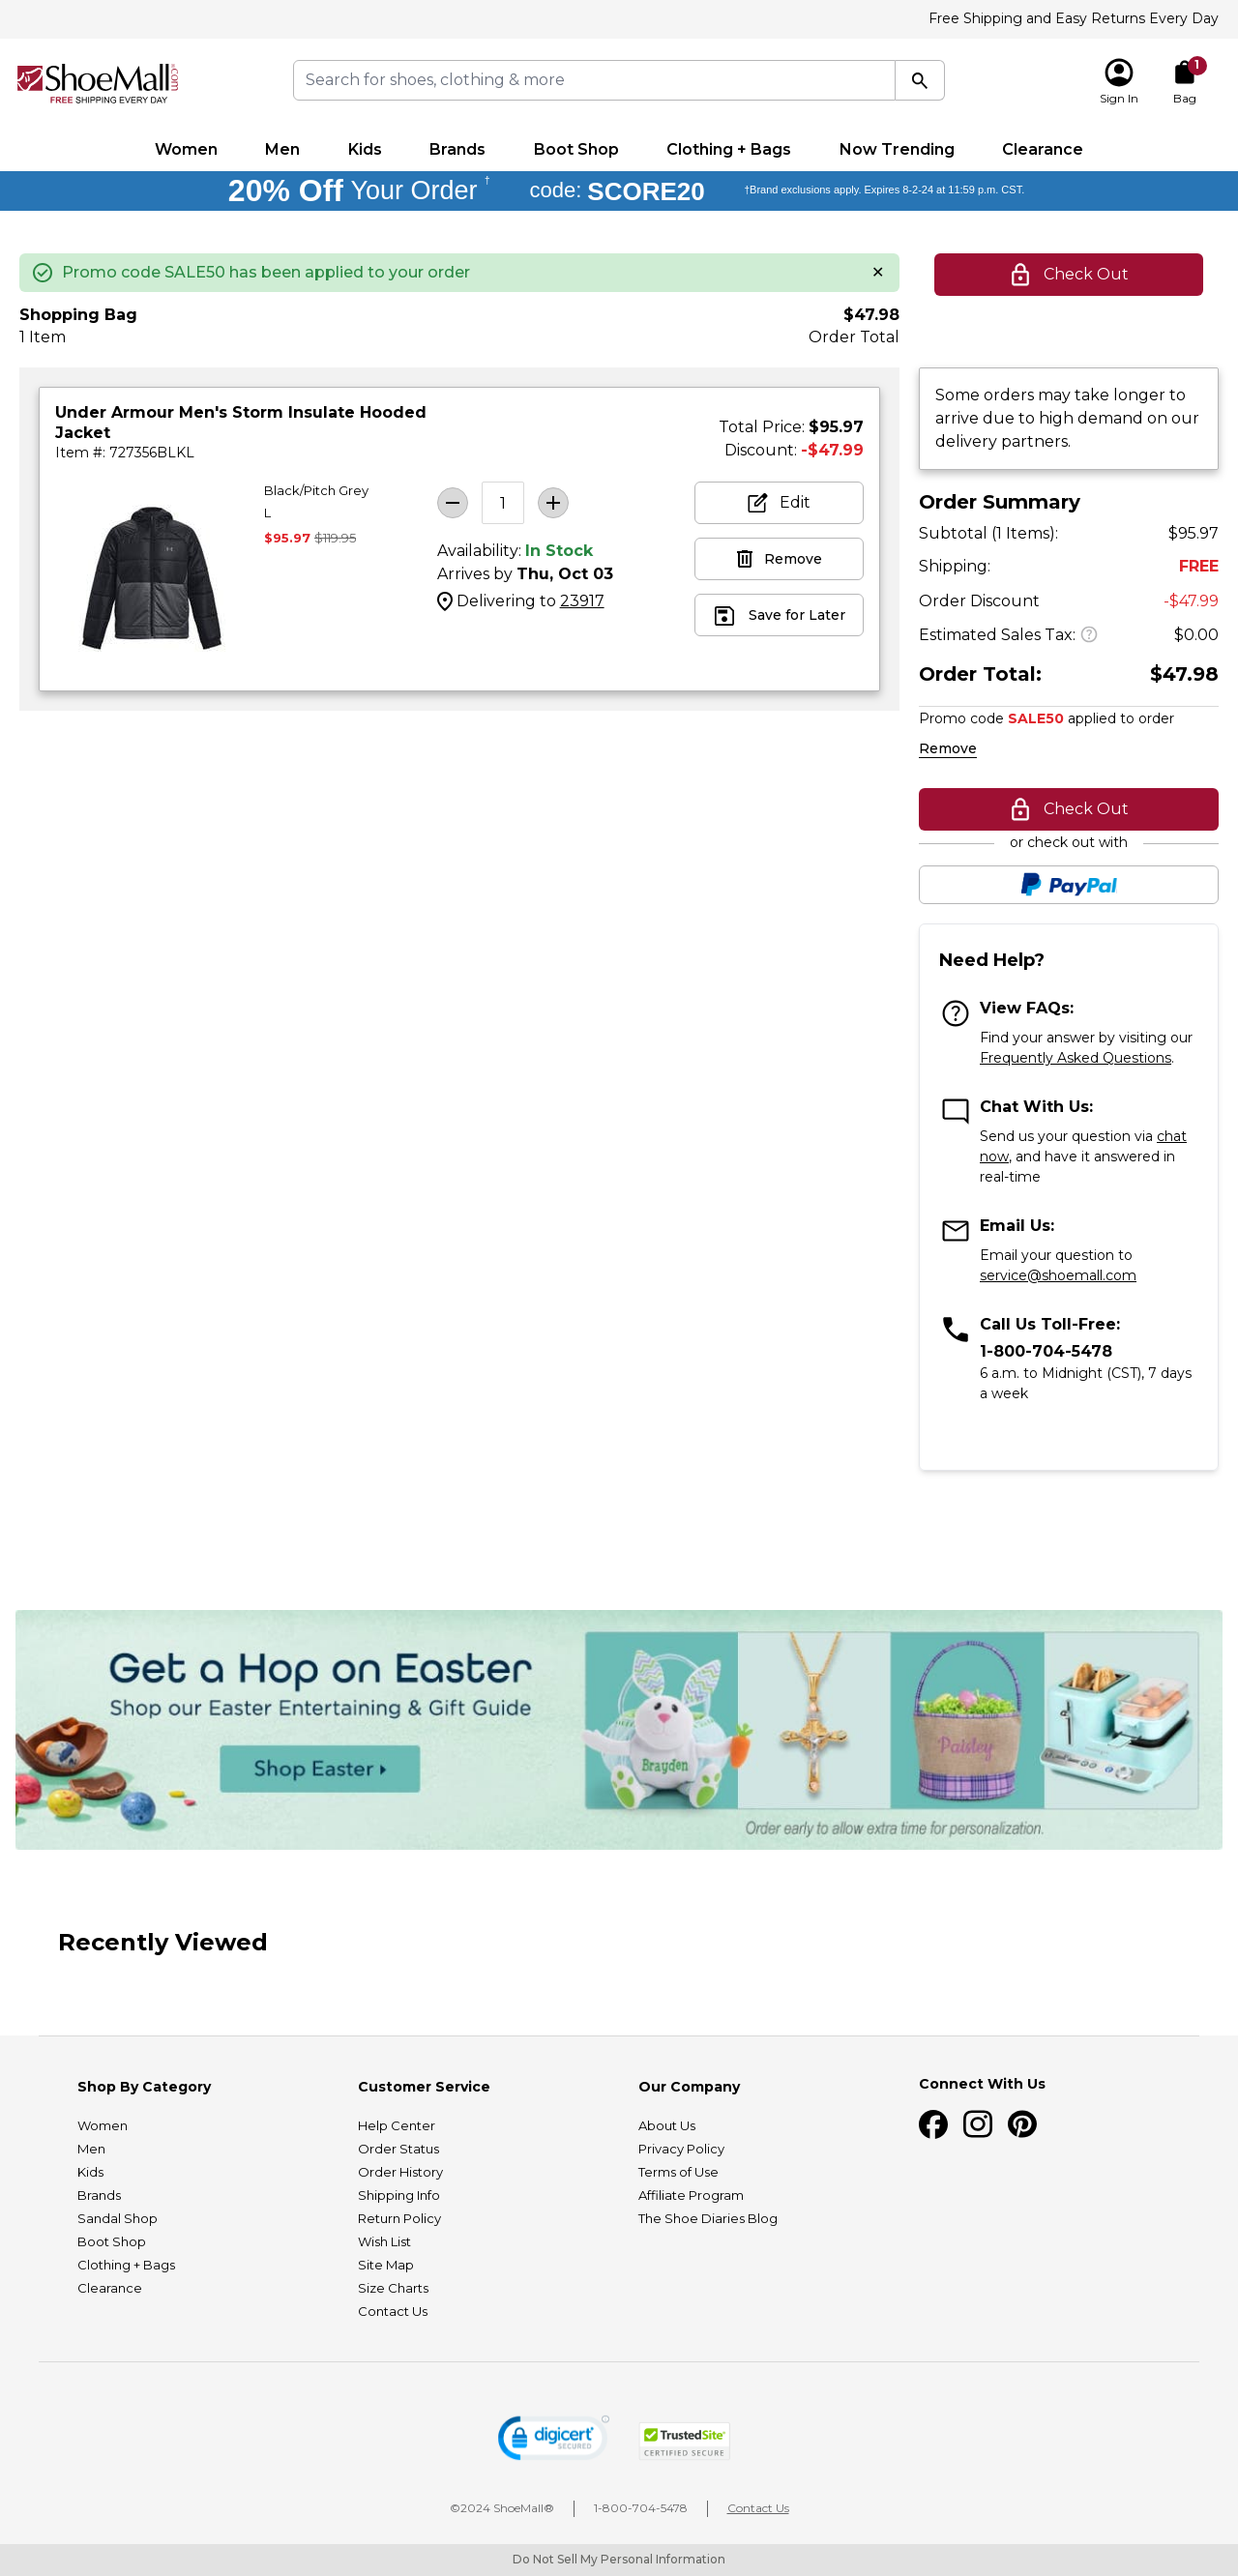 Free Shipping and Easy Returns Every Day
ShoeMall.com
FREE SHIPPING EVERY DAY
Search for shoes, clothing & more
Sign In
1
Bag
Women Men Kids Brands Boot Shop Clothing + Bags Now Trending Clearance
20% Off Your Order † code: SCORE20 †Brand exclusions apply. Expires 8-2-24 at 11:59 p.m. CST.
Promo code SALE50 has been applied to your order
Check Out
Shopping Bag $47.98
1 Item Order Total
Under Armour Men's Storm Insulate Hooded
Jacket
Item #: 727356BLKL
Total Price: $95.97
Discount: -$47.99
Black/Pitch Grey
L
$95.97 $119.95
1
Availability: In Stock
Arrives by Thu, Oct 03
Delivering to 23917
Edit
Remove
Save for Later
Some orders may take longer to
arrive due to high demand on our
delivery partners.
Order Summary
Subtotal (1 Items): $95.97
Shipping: FREE
Order Discount -$47.99
Estimated Sales Tax: ? $0.00
Order Total: $47.98
Promo code SALE50 applied to order
Remove
Check Out
or check out with
PayPal
Need Help?
View FAQs:
Find your answer by visiting our
Frequently Asked Questions.
Chat With Us:
Send us your question via chat
now, and have it answered in
real-time
Email Us:
Email your question to
service@shoemall.com
Call Us Toll-Free:
1-800-704-5478
6 a.m. to Midnight (CST), 7 days
a week
Get a Hop on Easter
Shop our Easter Entertaining & Gift Guide
Shop Easter
Brayden
Paisley
Order early to allow extra time for personalization.
Recently Viewed
Shop By Category
Women
Men
Kids
Brands
Sandal Shop
Boot Shop
Clothing + Bags
Clearance
Customer Service
Help Center
Order Status
Order History
Shipping Info
Return Policy
Wish List
Site Map
Size Charts
Contact Us
Our Company
About Us
Privacy Policy
Terms of Use
Affiliate Program
The Shoe Diaries Blog
Connect With Us
digicert
SECURED
TrustedSite
CERTIFIED SECURE
©2024 ShoeMall® 1-800-704-5478 Contact Us
Do Not Sell My Personal Information